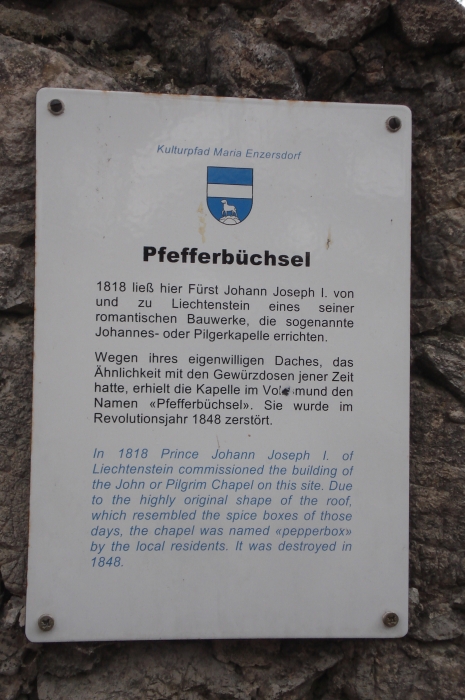 Kulturpfad Maria Enzersdorf
Pfefferbüchsel
1818 ließ hier Fürst Johann Joseph I. von
und zu Liechtenstein eines seiner
romantischen Bauwerke, die sogenannte
Johannes- oder Pilgerkapelle errichten.
Wegen ihres eigenwilligen Daches, das
Ähnlichkeit mit den Gewürzdosen jener Zeit
hatte, erhielt die Kapelle im Volksmund den
Namen «Pfefferbüchsel». Sie wurde im
Revolutionsjahr 1848 zerstört.
In 1818 Prince Johann Joseph I. of
Liechtenstein commissioned the building of
the John or Pilgrim Chapel on this site. Due
to the highly original shape of the roof,
which resembled the spice boxes of those
days, the chapel was named «pepperbox»
by the local residents. It was destroyed in
1848.